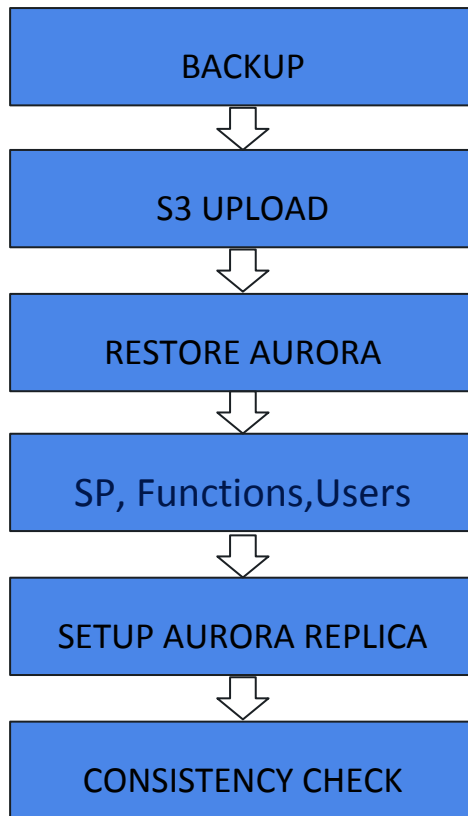 BACKUP
S3 UPLOAD
RESTORE AURORA
SP, Functions,Users
SETUP AURORA REPLICA
CONSISTENCY CHECK